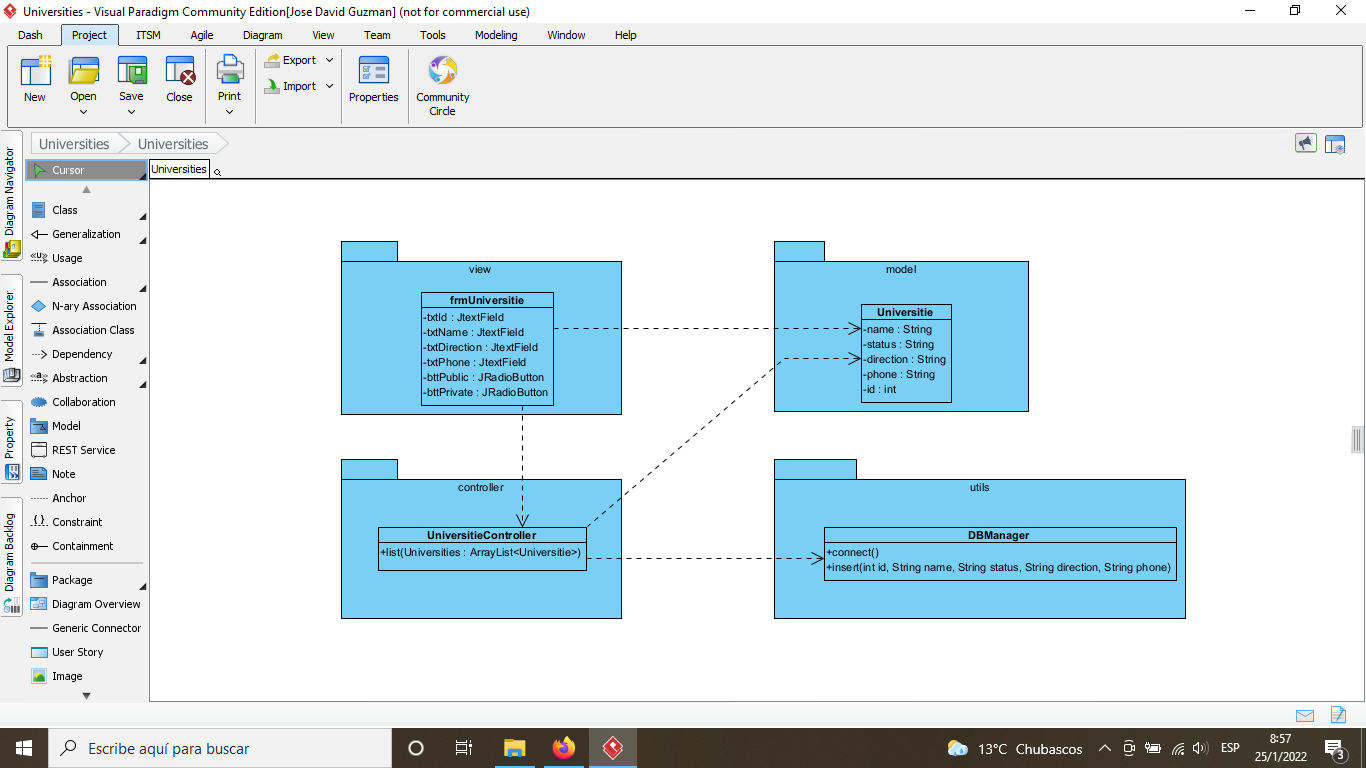 Universities - Visual Paradigm Community Edition[Jose David Guzman] (not for commercial use)
Dash Project ITSM Agile Diagram View Team Tools Modeling Window Help
New Open Save Close Print Export Import Properties Community Circle
Universities Universities
Diagram Navigator
Model Explorer
Property
Diagram Backlog
Cursor
Class
Generalization
«U» Usage
Association
N-ary Association
Association Class
Dependency
«a» Abstraction
Collaboration
Model
REST Service
Note
Anchor
Constraint
Containment
Package
Diagram Overview
Generic Connector
User Story
Image
Universities
view
frmUniversitie
-txtId : JtextField
-txtName : JtextField
-txtDirection : JtextField
-txtPhone : JtextField
-bttPublic : JRadioButton
-bttPrivate : JRadioButton
model
Universitie
-name : String
-status : String
-direction : String
-phone : String
-id : int
controller
UniversitieController
+list(Universities : ArrayList<Universitie>)
utils
DBManager
+connect()
+insert(int id, String name, String status, String direction, String phone)
Escribe aquí para buscar
13°C Chubascos
ESP
8:57
25/1/2022
3